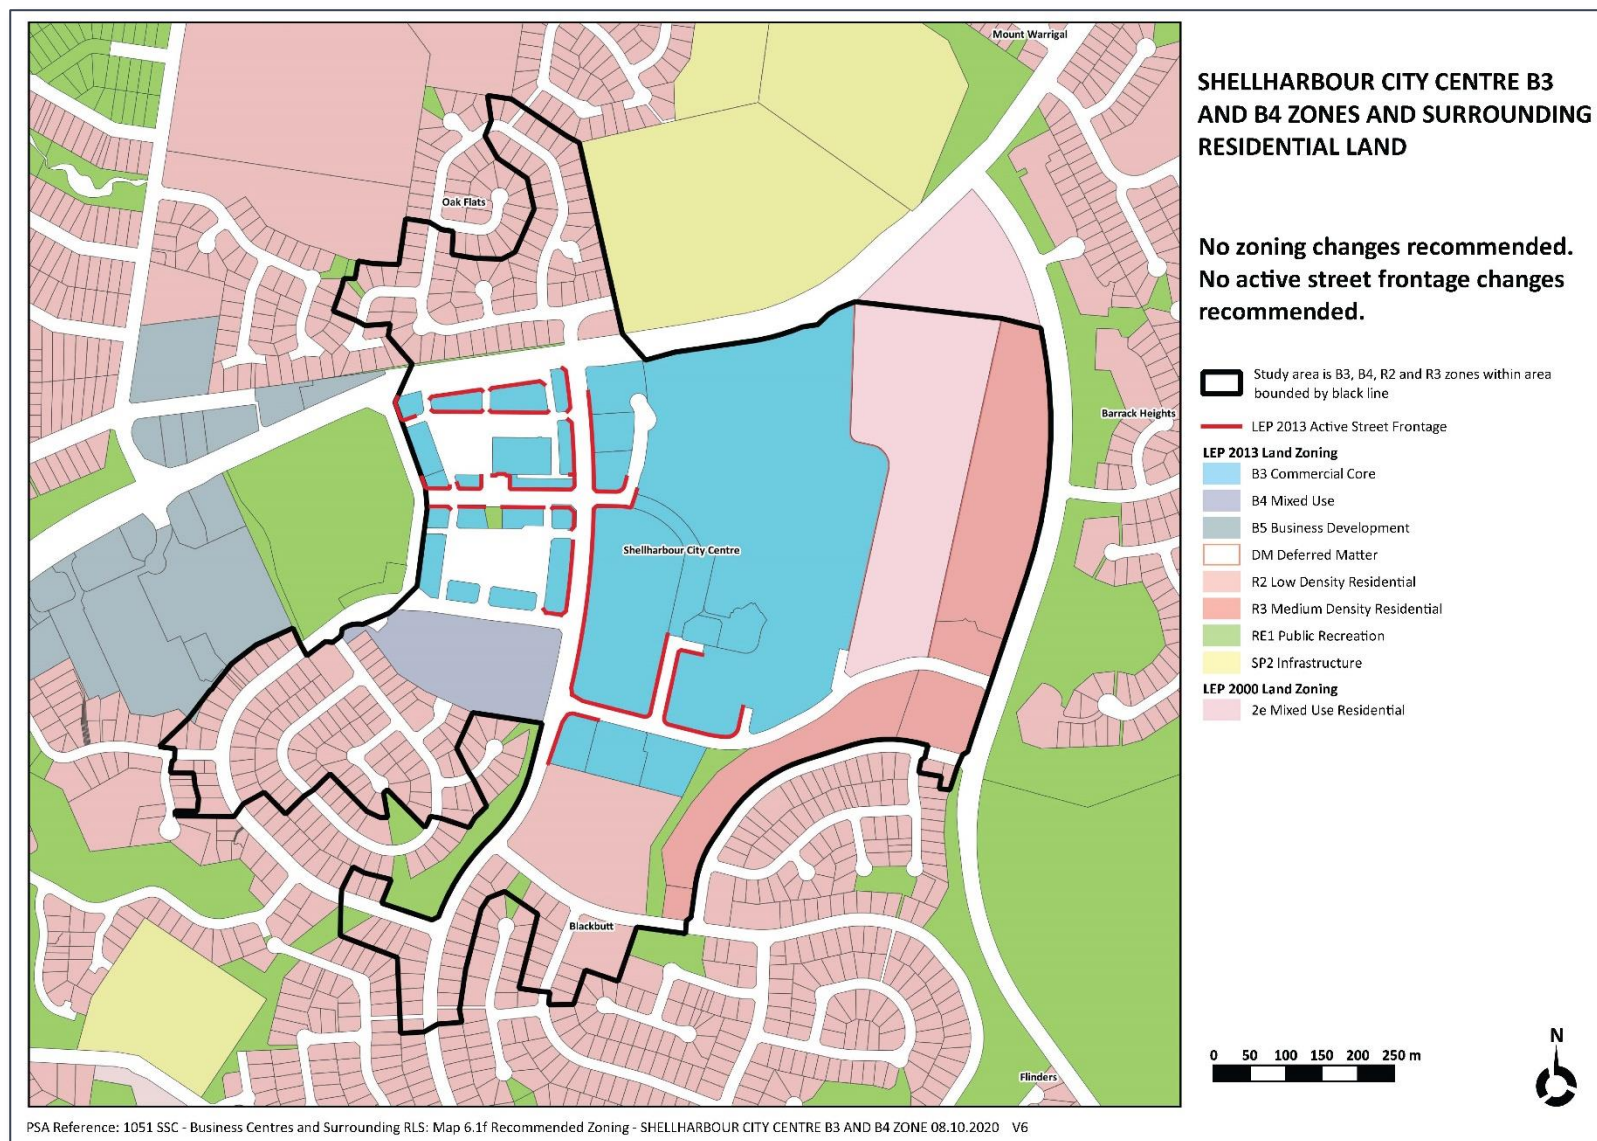 Mount Warrigal
Oak Flats
Barrack Heights
Shellharbour City Centre
Blackbutt
Flinders
SHELLHARBOUR CITY CENTRE B3
AND B4 ZONES AND SURROUNDING
RESIDENTIAL LAND
No zoning changes recommended.
No active street frontage changes
recommended.
Study area is B3, B4, R2 and R3 zones within area
bounded by black line
LEP 2013 Active Street Frontage
LEP 2013 Land Zoning
B3 Commercial Core
B4 Mixed Use
B5 Business Development
DM Deferred Matter
R2 Low Density Residential
R3 Medium Density Residential
RE1 Public Recreation
SP2 Infrastructure
LEP 2000 Land Zoning
2e Mixed Use Residential
N
0 50 100 150 200 250 m
PSA Reference: 1051 SSC - Business Centres and Surrounding RLS: Map 6.1f Recommended Zoning - SHELLHARBOUR CITY CENTRE B3 AND B4 ZONE 08.10.2020 V6